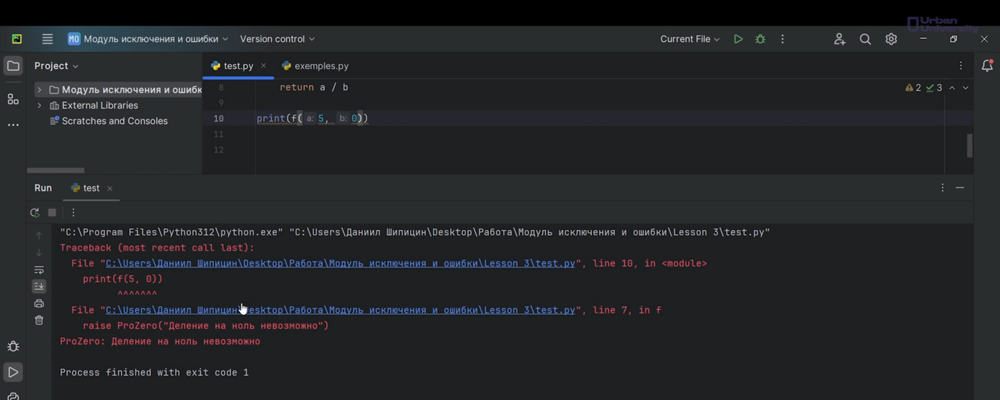 Urban
University
PC
MO Модуль исключения и ошибки Version control Current File
Project
test.py
exemples.py
Модуль исключения и ошибк
External Libraries
Scratches and Consoles
8 return a / b
2 3
9
10 print(f( a: 5, b: 0))
11
12
Run test
"C:\Program Files\Python312\python.exe" "C:\Users\Даниил Шипицин\Desktop\Работа\Модуль исключения и ошибки\Lesson 3\test.py"
Traceback (most recent call last):
File "C:\Users\Даниил Шипицин\Desktop\Работа\Модуль исключения и ошибки\Lesson 3\test.py", line 10, in <module>
print(f(5, 0))
^^^^^^^
File "C:\Users\Даниил Шипицин\Desktop\Работа\Модуль исключения и ошибки\Lesson 3\test.py", line 7, in f
raise ProZero("Деление на ноль невозможно")
ProZero: Деление на ноль невозможно
Process finished with exit code 1